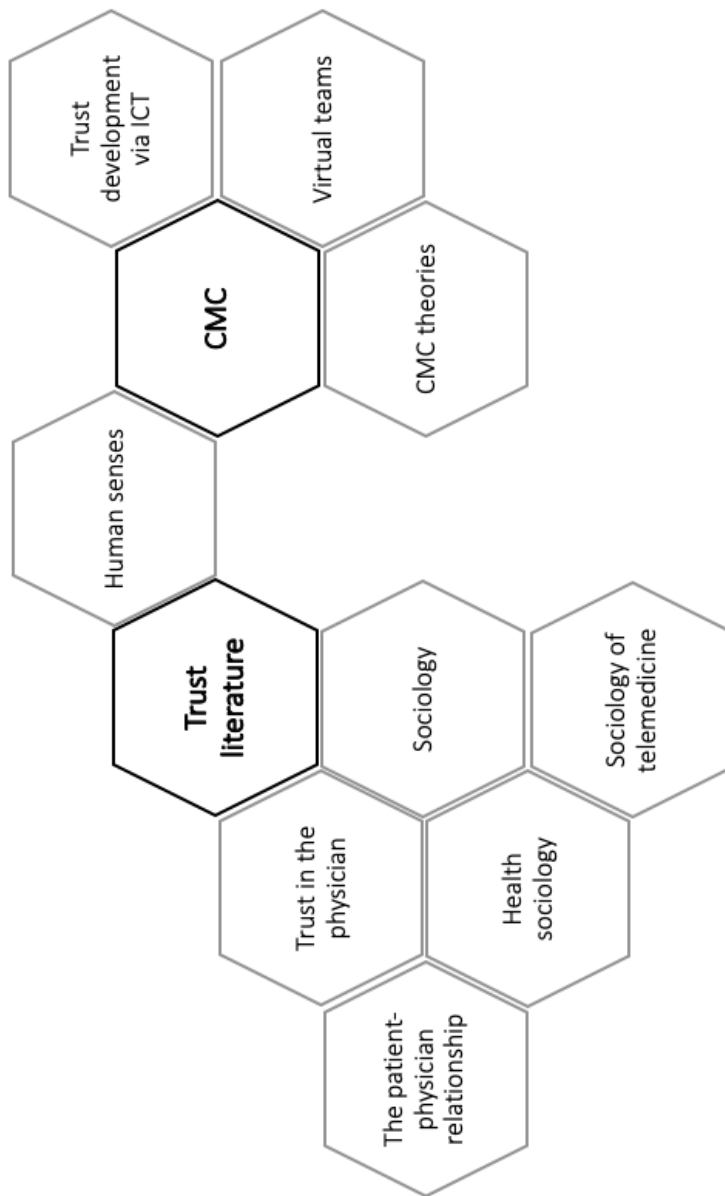 Human senses
Trust
development
via ICT
Trust
literature
CMC
Trust in the
physician
Virtual teams
The patient-
physician
relationship
Sociology
CMC theories
Health
sociology
Sociology of
telemedicine